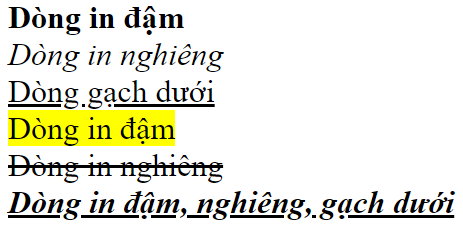 Dòng in đậm
Dòng in nghiêng
Dòng gạch dưới
Dòng in đậm
Dòng in nghiêng
Dòng in đậm, nghiêng, gạch dưới